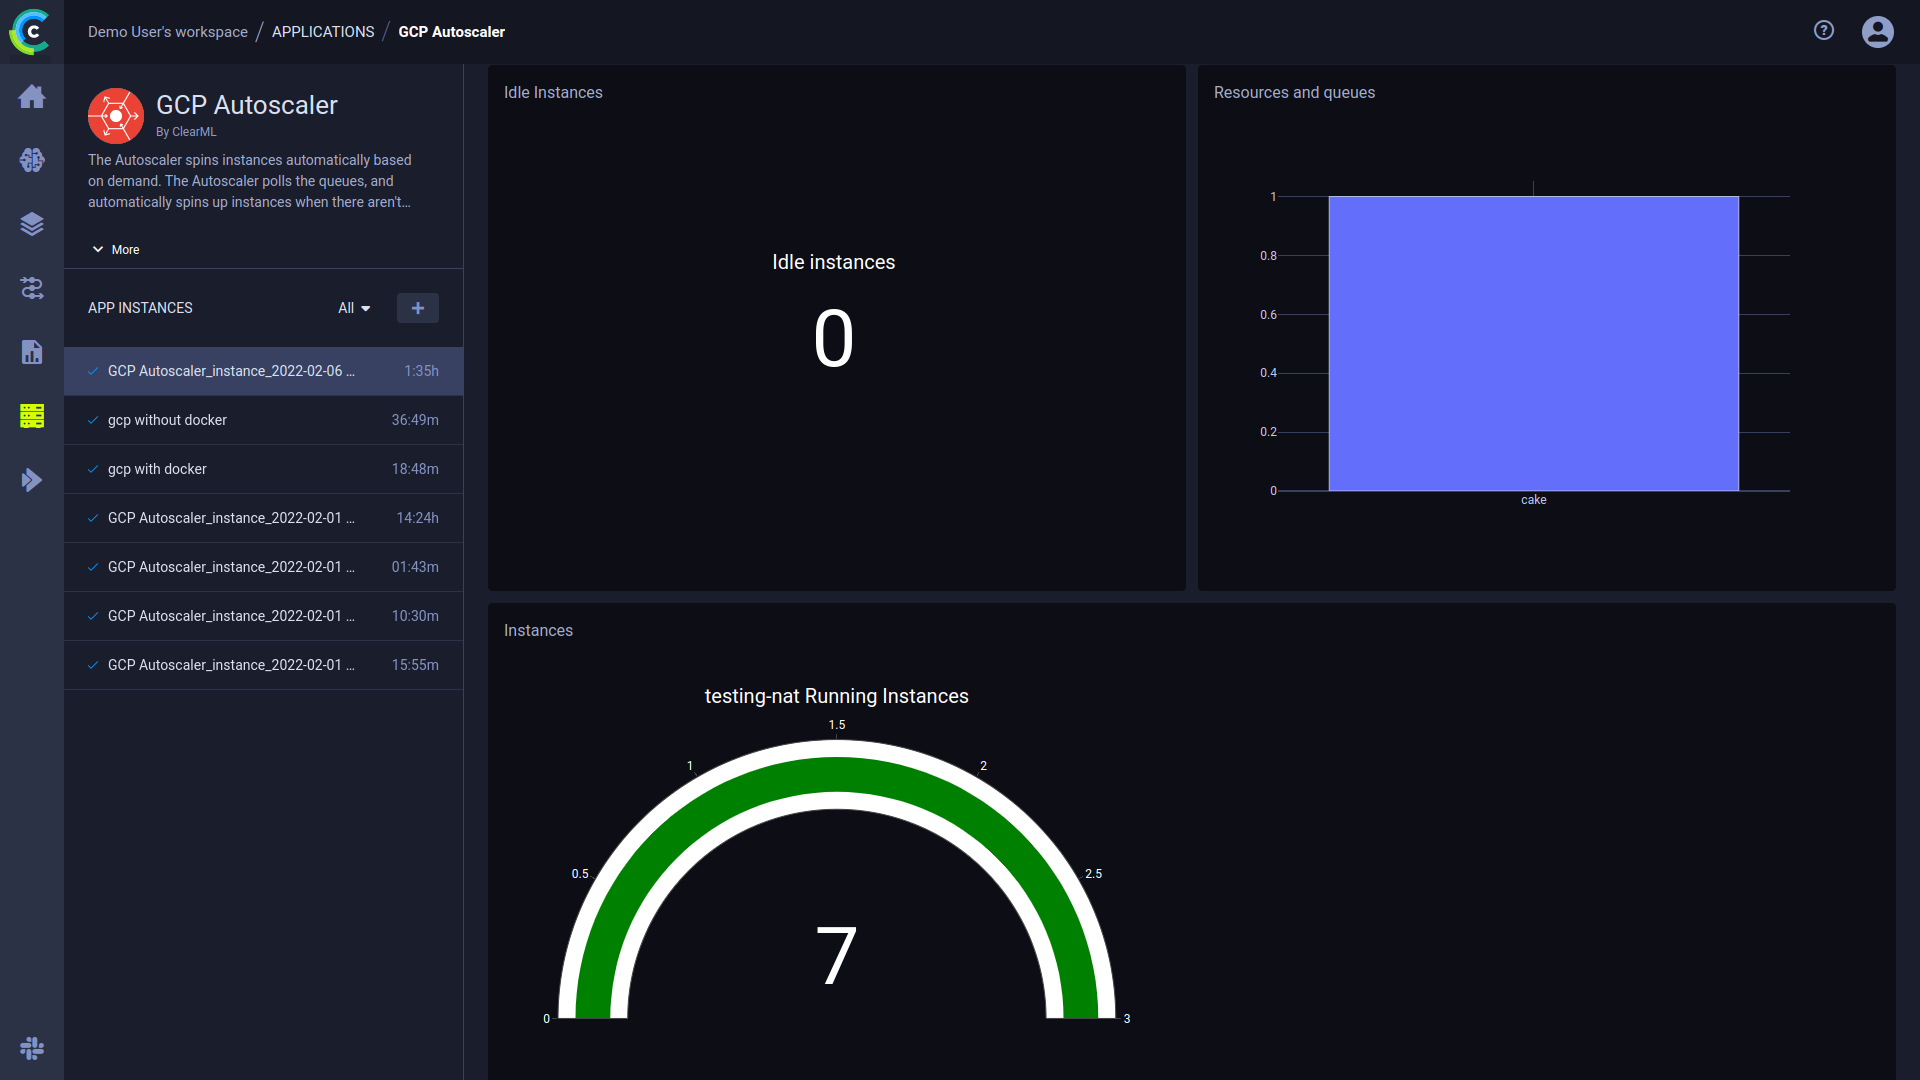 Demo User's workspace / APPLICATIONS / GCP Autoscaler
GCP Autoscaler
By ClearML
The Autoscaler spins instances automatically based
on demand. The Autoscaler polls the queues, and
automatically spins up instances when there aren't...
More
APP INSTANCES All +
GCP Autoscaler_instance_2022-02-06 ... 1:35h
gcp without docker 36:49m
gcp with docker 18:48m
GCP Autoscaler_instance_2022-02-01 ... 14:24h
GCP Autoscaler_instance_2022-02-01 ... 01:43m
GCP Autoscaler_instance_2022-02-01 ... 10:30m
GCP Autoscaler_instance_2022-02-01 ... 15:55m
Idle Instances
Idle instances
0
Resources and queues
1
0.8
0.6
0.4
0.2
0
cake
Instances
testing-nat Running Instances
0
0.5
1
1.5
2
2.5
3
7